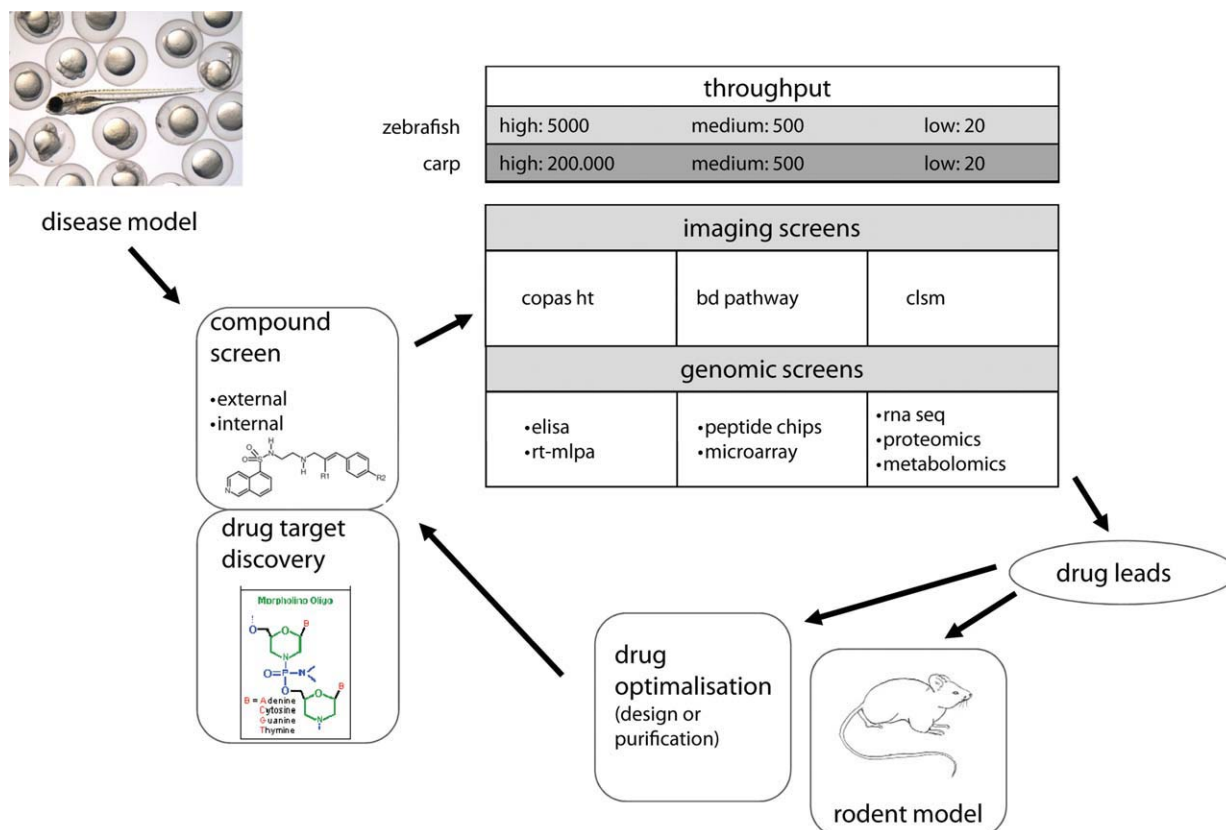 throughput
zebrafish high: 5000 medium: 500 low: 20
carp high: 200.000 medium: 500 low: 20
disease model
imaging screens
copas ht bd pathway clsm
genomic screens
•elisa
•rt-mlpa
•peptide chips
•microarray
•rna seq
•proteomics
•metabolomics
compound
screen
•external
•internal
H
O
S N
O
N
H
R1
R2
N
drug target
discovery
Morpholino Oligo
B
O
O
N
O=P-N
O
O
B
N
B = Adenine
Cytosine
Guanine
Thymine
drug leads
drug
optimalisation
(design or
purification)
rodent model